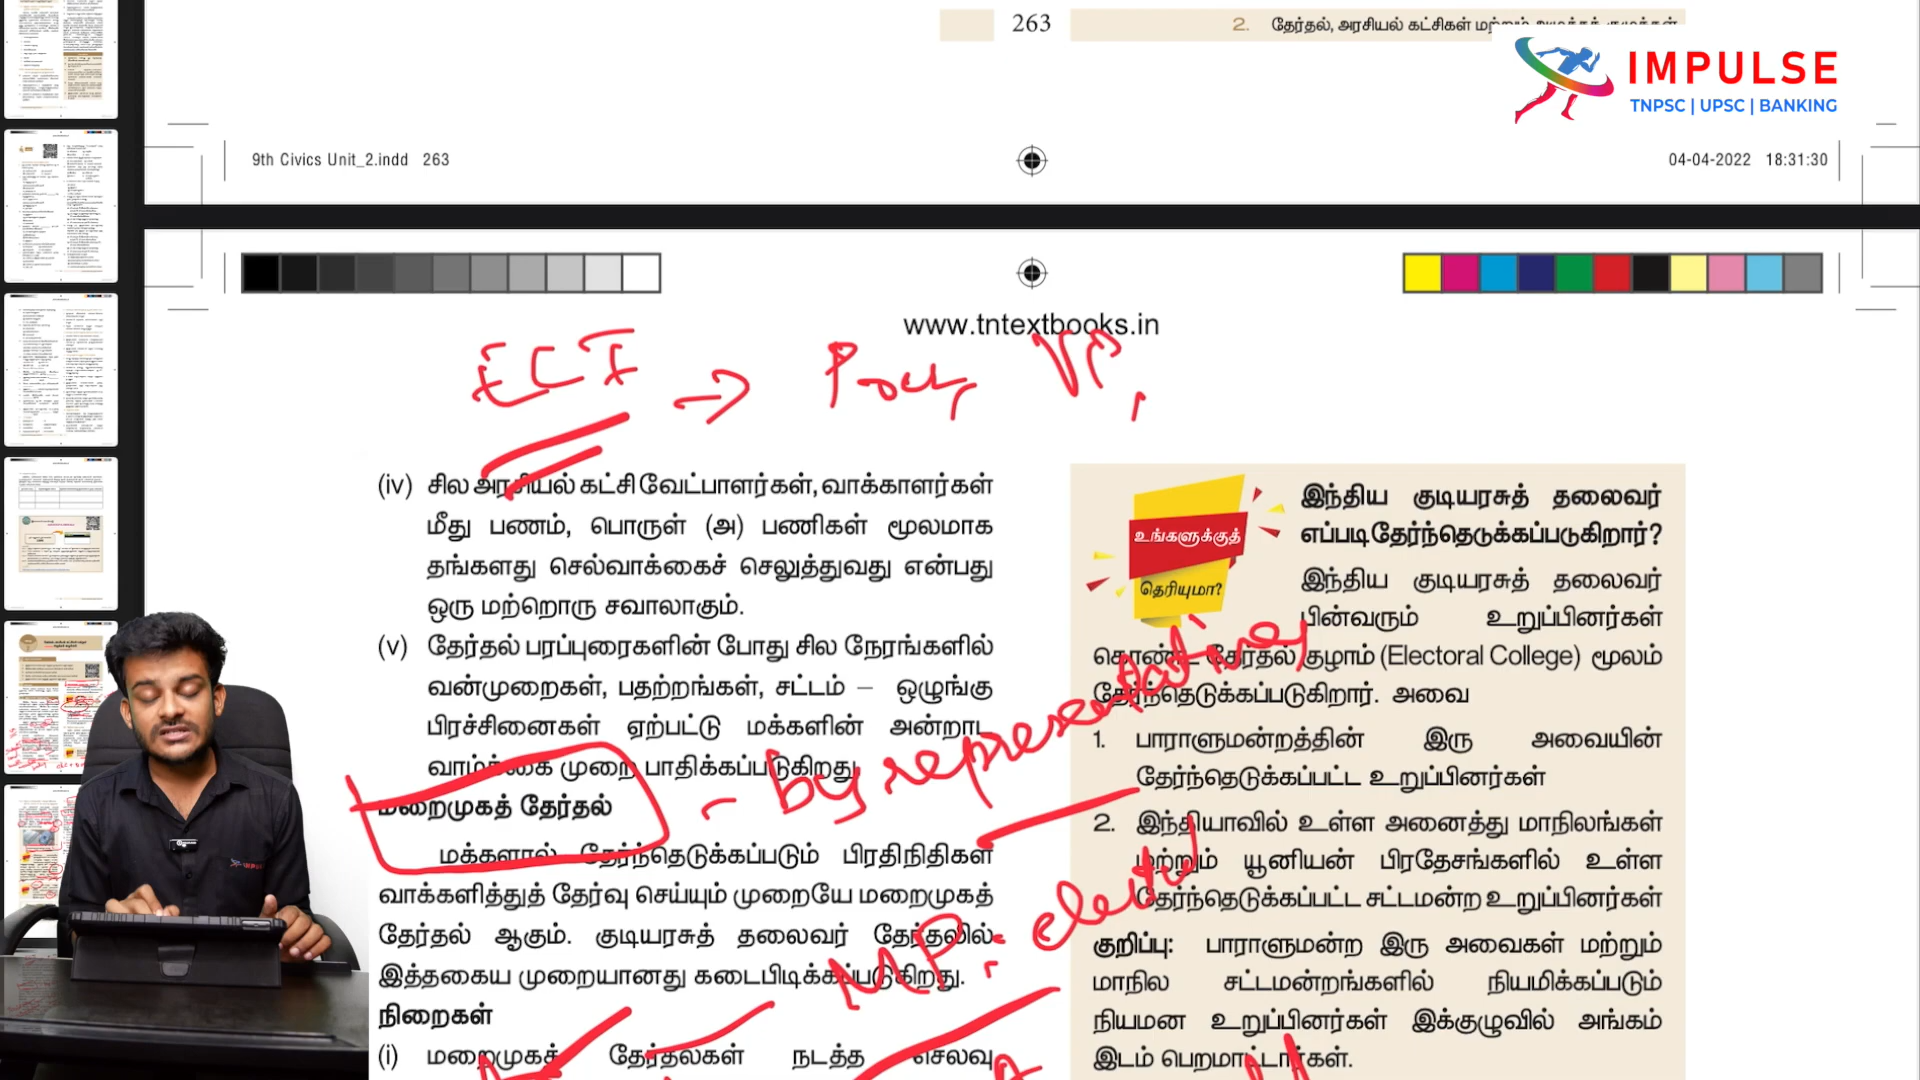 263
2. தேர்தல், அரசியல் கட்சிகள் மற்றும் அழுத்தக் குழுக்கள்
IMPULSE
TNPSC | UPSC | BANKING
9th Civics Unit_2.indd 263
04-04-2022 18:31:30
www.tntextbooks.in
ECI → VP,
(iv) சில அரசியல் கட்சி வேட்பாளர்கள், வாக்காளர்கள்
மீது பணம், பொருள் (அ) பணிகள் மூலமாக
தங்களது செல்வாக்கைச் செலுத்துவது என்பது
ஒரு மற்றொரு சவாலாகும்.
(v) தேர்தல் பரப்புரைகளின் போது சில நேரங்களில்
வன்முறைகள், பதற்றங்கள், சட்டம் – ஒழுங்கு
பிரச்சினைகள் ஏற்பட்டு மக்களின் அன்றாட
வாழ்க்கை முறை பாதிக்கப்படுகிறது.
மறைமுகத் தேர்தல்
- by representatives
மக்களால் தேர்ந்தெடுக்கப்படும் பிரதிநிதிகள்
வாக்களித்துத் தேர்வு செய்யும் முறையே மறைமுகத்
தேர்தல் ஆகும். குடியரசுத் தலைவர் தேர்தலில்
இத்தகைய முறையானது கடைபிடிக்கப்படுகிறது.
MP: elected
நிறைகள்
(i) மறைமுகத் தேர்தல்கள் நடத்த செலவு
உங்களுக்குத்
தெரியுமா?
இந்திய குடியரசுத் தலைவர்
எப்படிதேர்ந்தெடுக்கப்படுகிறார்?
இந்திய குடியரசுத் தலைவர்
பின்வரும் உறுப்பினர்கள்
கொண்ட தேர்தல் குழாம் (Electoral College) மூலம்
தேர்ந்தெடுக்கப்படுகிறார். அவை
1. பாராளுமன்றத்தின் இரு அவையின்
தேர்ந்தெடுக்கப்பட்ட உறுப்பினர்கள்
2. இந்தியாவில் உள்ள அனைத்து மாநிலங்கள்
மற்றும் யூனியன் பிரதேசங்களில் உள்ள
தேர்ந்தெடுக்கப்பட்ட சட்டமன்ற உறுப்பினர்கள்
குறிப்பு: பாராளுமன்ற இரு அவைகள் மற்றும்
மாநில சட்டமன்றங்களில் நியமிக்கப்படும்
நியமன உறுப்பினர்கள் இக்குழுவில் அங்கம்
இடம் பெறமாட்டார்கள்.